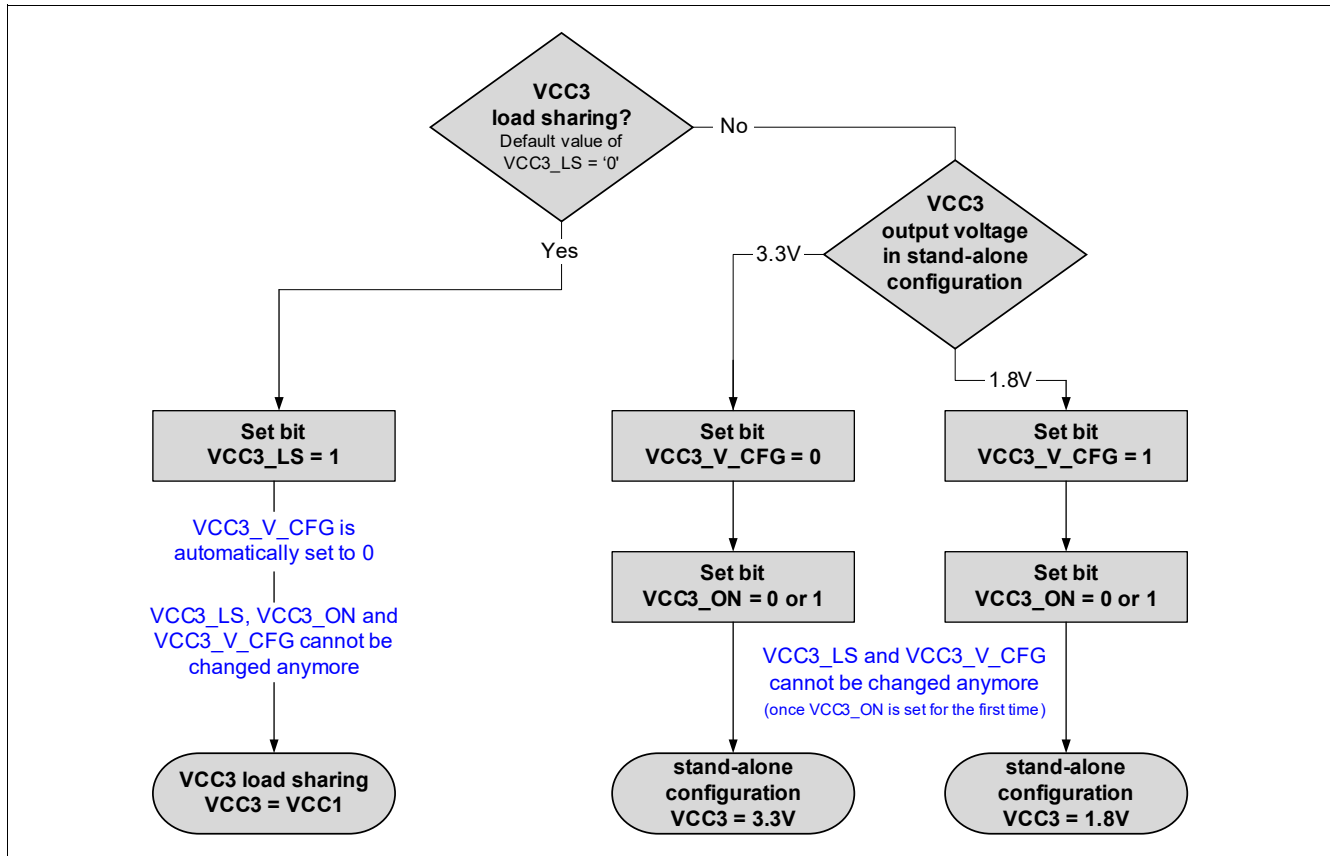 VCC3
load sharing?
Default value of
VCC3_LS = ‘0'
No
Yes
VCC3
output voltage
in stand-alone
configuration
3.3V
1.8V
Set bit
VCC3_LS = 1
Set bit
VCC3_V_CFG = 0
Set bit
VCC3_V_CFG = 1
VCC3_V_CFG is
automatically set to 0
Set bit
VCC3_ON = 0 or 1
Set bit
VCC3_ON = 0 or 1
VCC3_LS, VCC3_ON and
VCC3_V_CFG cannot be
changed anymore
VCC3_LS and VCC3_V_CFG
cannot be changed anymore
(once VCC3_ON is set for the first time)
VCC3 load sharing
VCC3 = VCC1
stand-alone
configuration
VCC3 = 3.3V
stand-alone
configuration
VCC3 = 1.8V